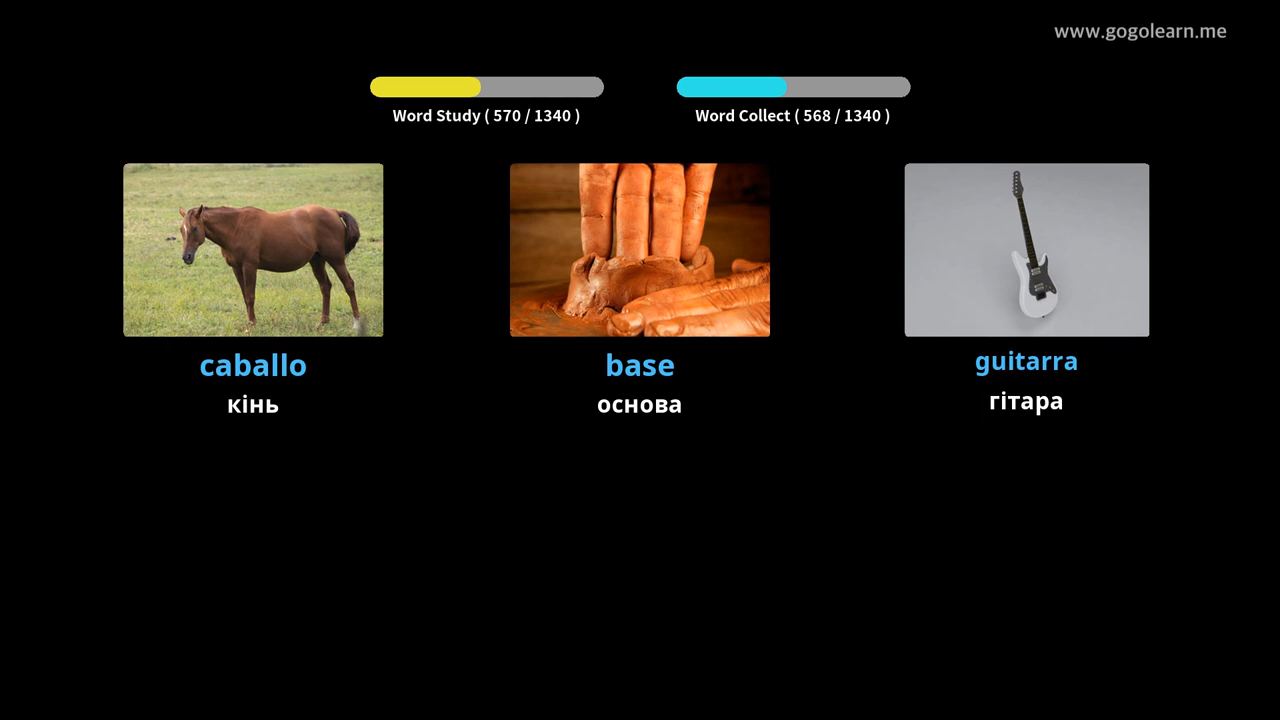 www.gogolearn.me
Word Study ( 570 / 1340 )
Word Collect ( 568 / 1340 )
caballo
кінь
base
основа
guitarra
гітара